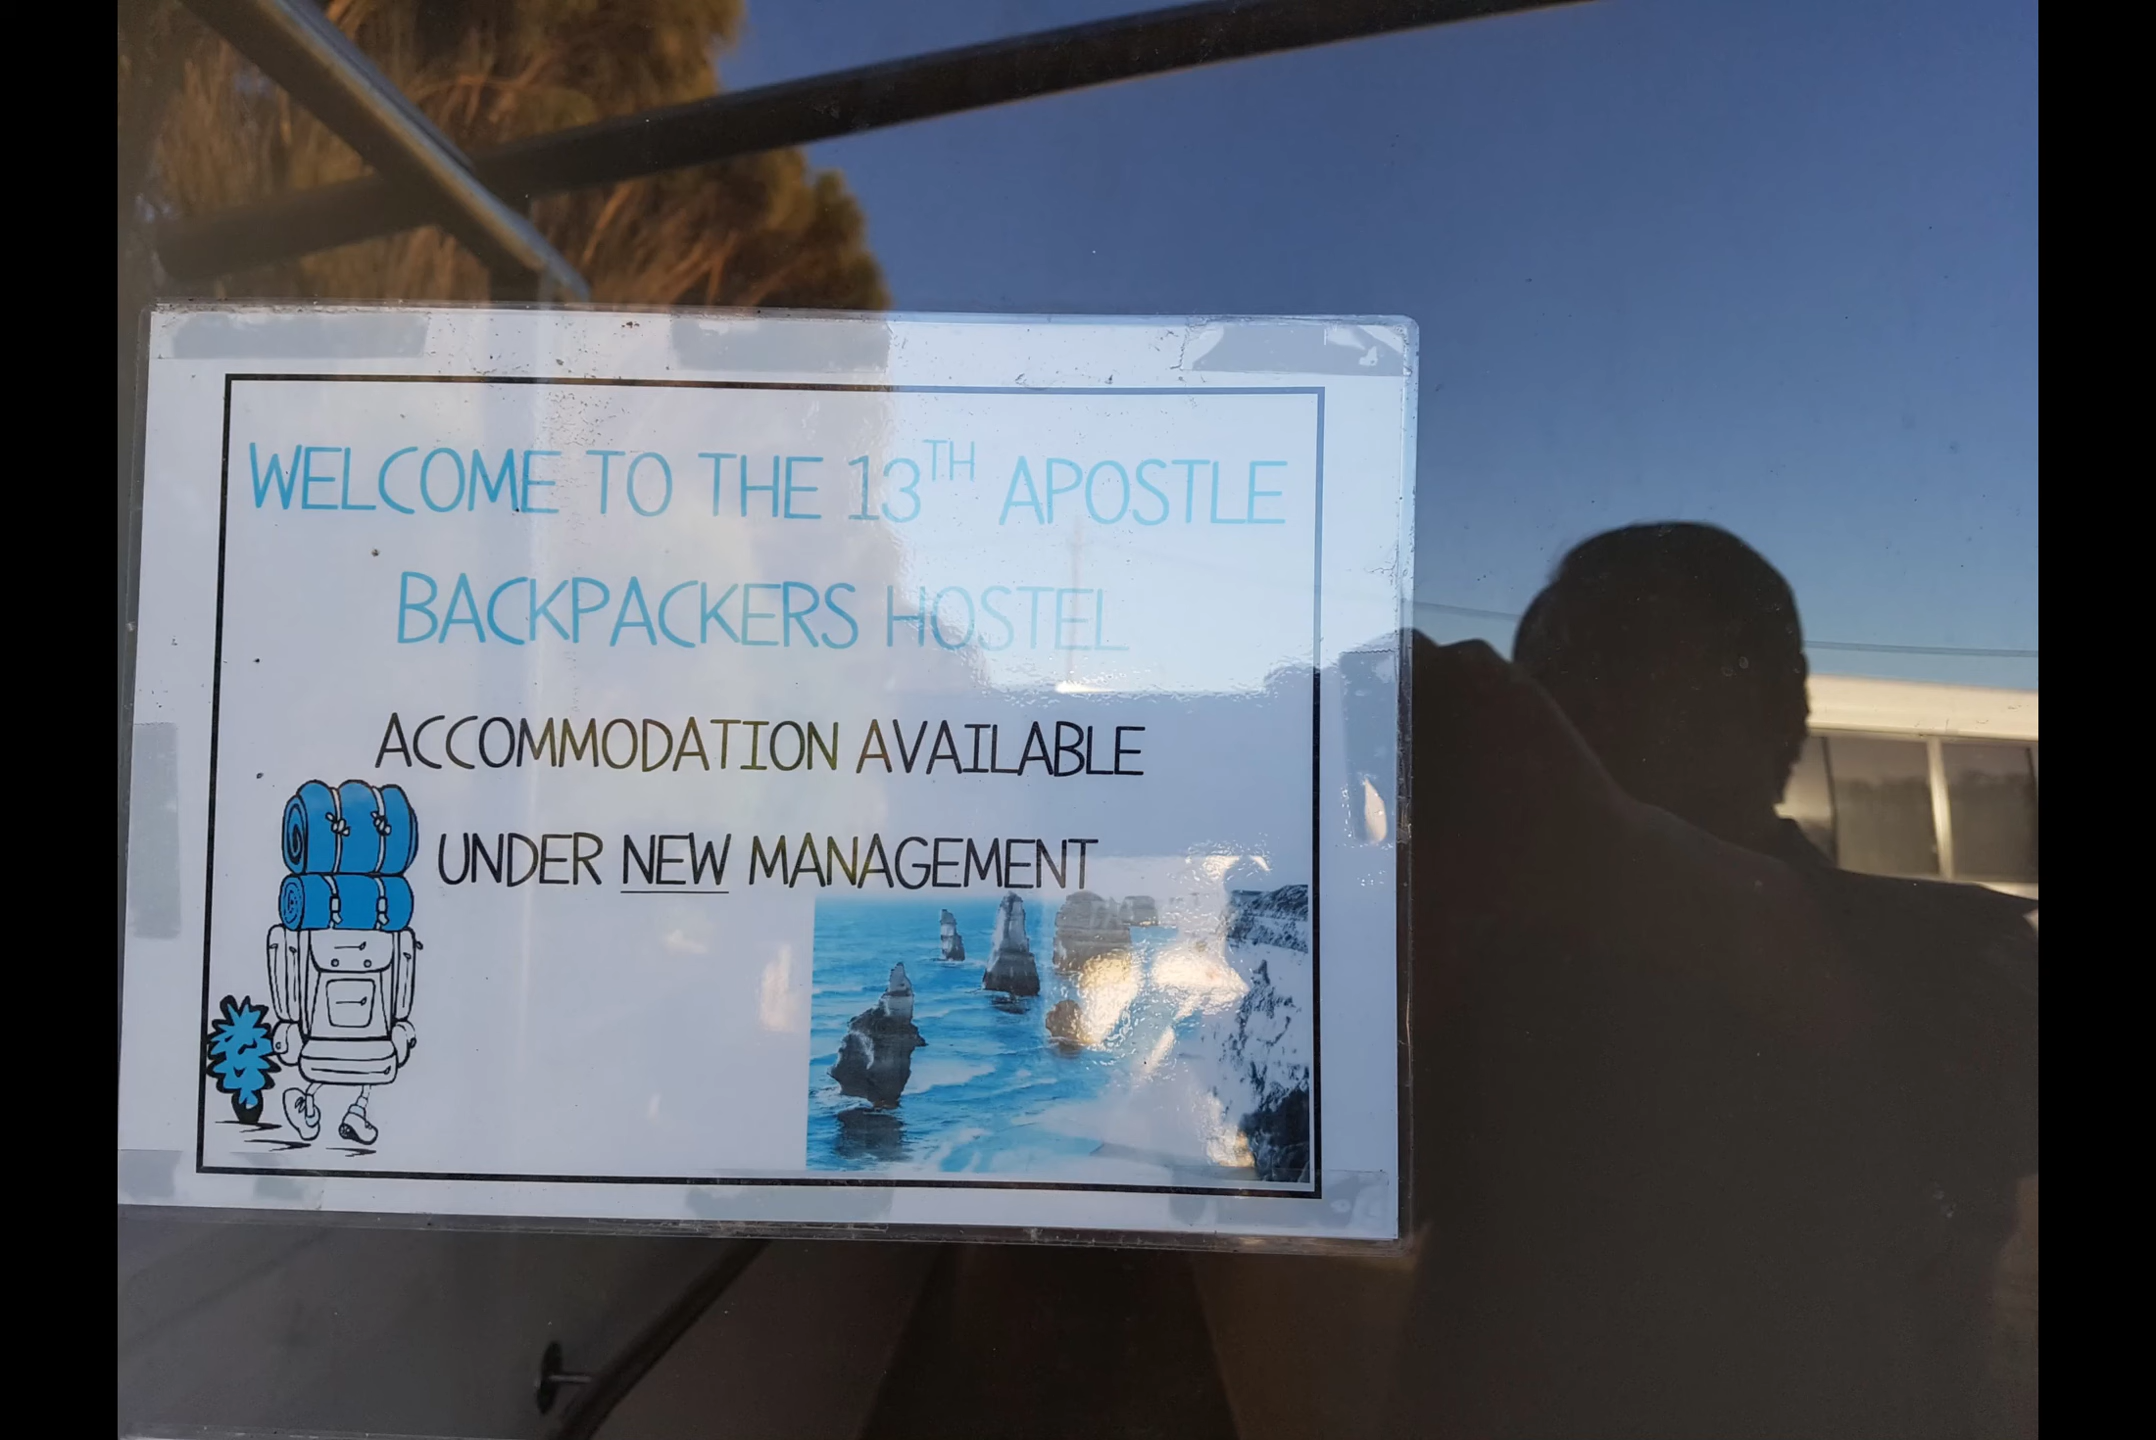 WELCOME TO THE 13TH APOSTLE
BACKPACKERS HOSTEL
ACCOMMODATION AVAILABLE
UNDER NEW MANAGEMENT